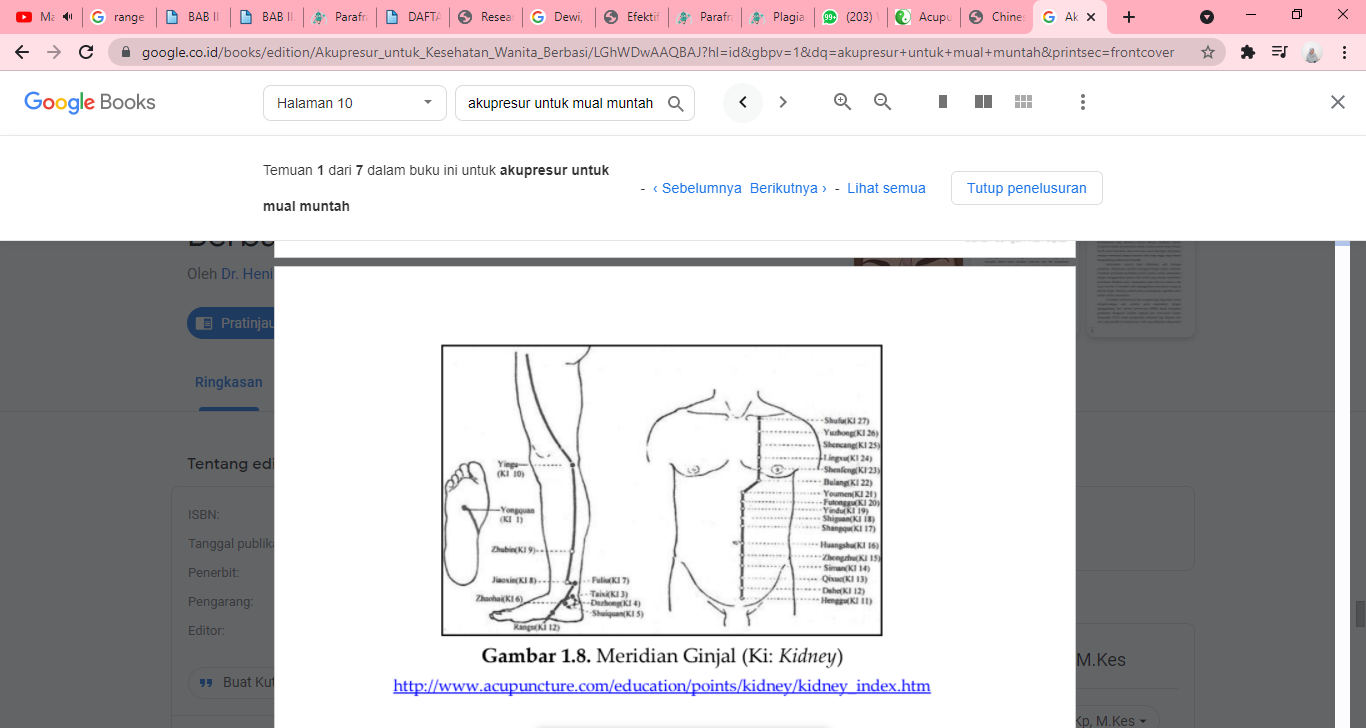 Ma
range
BAB II
BAB II.
Parafra
DAFTA
Resear
Dewi,
Efektif
Parafra
Plagia
(203)
Acupu
Chines
Ak
google.co.id/books/edition/Akupresur_untuk_Kesehatan_Wanita_Berbasi/LGhWDwAAQBAJ?hl=id&gbpv=1&dq=akupresur+untuk+mual+muntah&printsec=frontcover
Google Books
Halaman 10
akupresur untuk mual muntah
Temuan 1 dari 7 dalam buku ini untuk akupresur untuk
mual muntah
- ‹ Sebelumnya Berikutnya › - Lihat semua
Tutup penelusuran
Oleh Dr. Heni
Pratinjau
Ringkasan
Tentang edi
ISBN:
Tanggal publika
Penerbit:
Pengarang:
Editor:
Buat Kut
M.Kes
Kp, M.Kes
Yingu
(KI 10)
Yongquan
(KI 1)
Zhubin(KI 9)
Jiaoxin(KI 8)
Fuliu(KI 7)
Zhaohai(KI 6)
Taixi(KI 3)
Dazhong(KI 4)
Shuiquan(KI 5)
Rangu(KI 12)
Shufu(KI 27)
Yuzhong(KI 26)
Shencang(KI 25)
Lingxu(KI 24)
Shenfeng(KI 23)
Bulang(KI 22)
Youmen(KI 21)
Futonggu(KI 20)
Yindu(KI 19)
Shiguan(KI 18)
Shangqu(KI 17)
Huangshu(KI 16)
Zhongzhu(KI 15)
Siman(KI 14)
Qixue(KI 13)
Dahe(KI 12)
Henggu(KI 11)
Gambar 1.8. Meridian Ginjal (Ki: Kidney)
http://www.acupuncture.com/education/points/kidney/kidney_index.htm